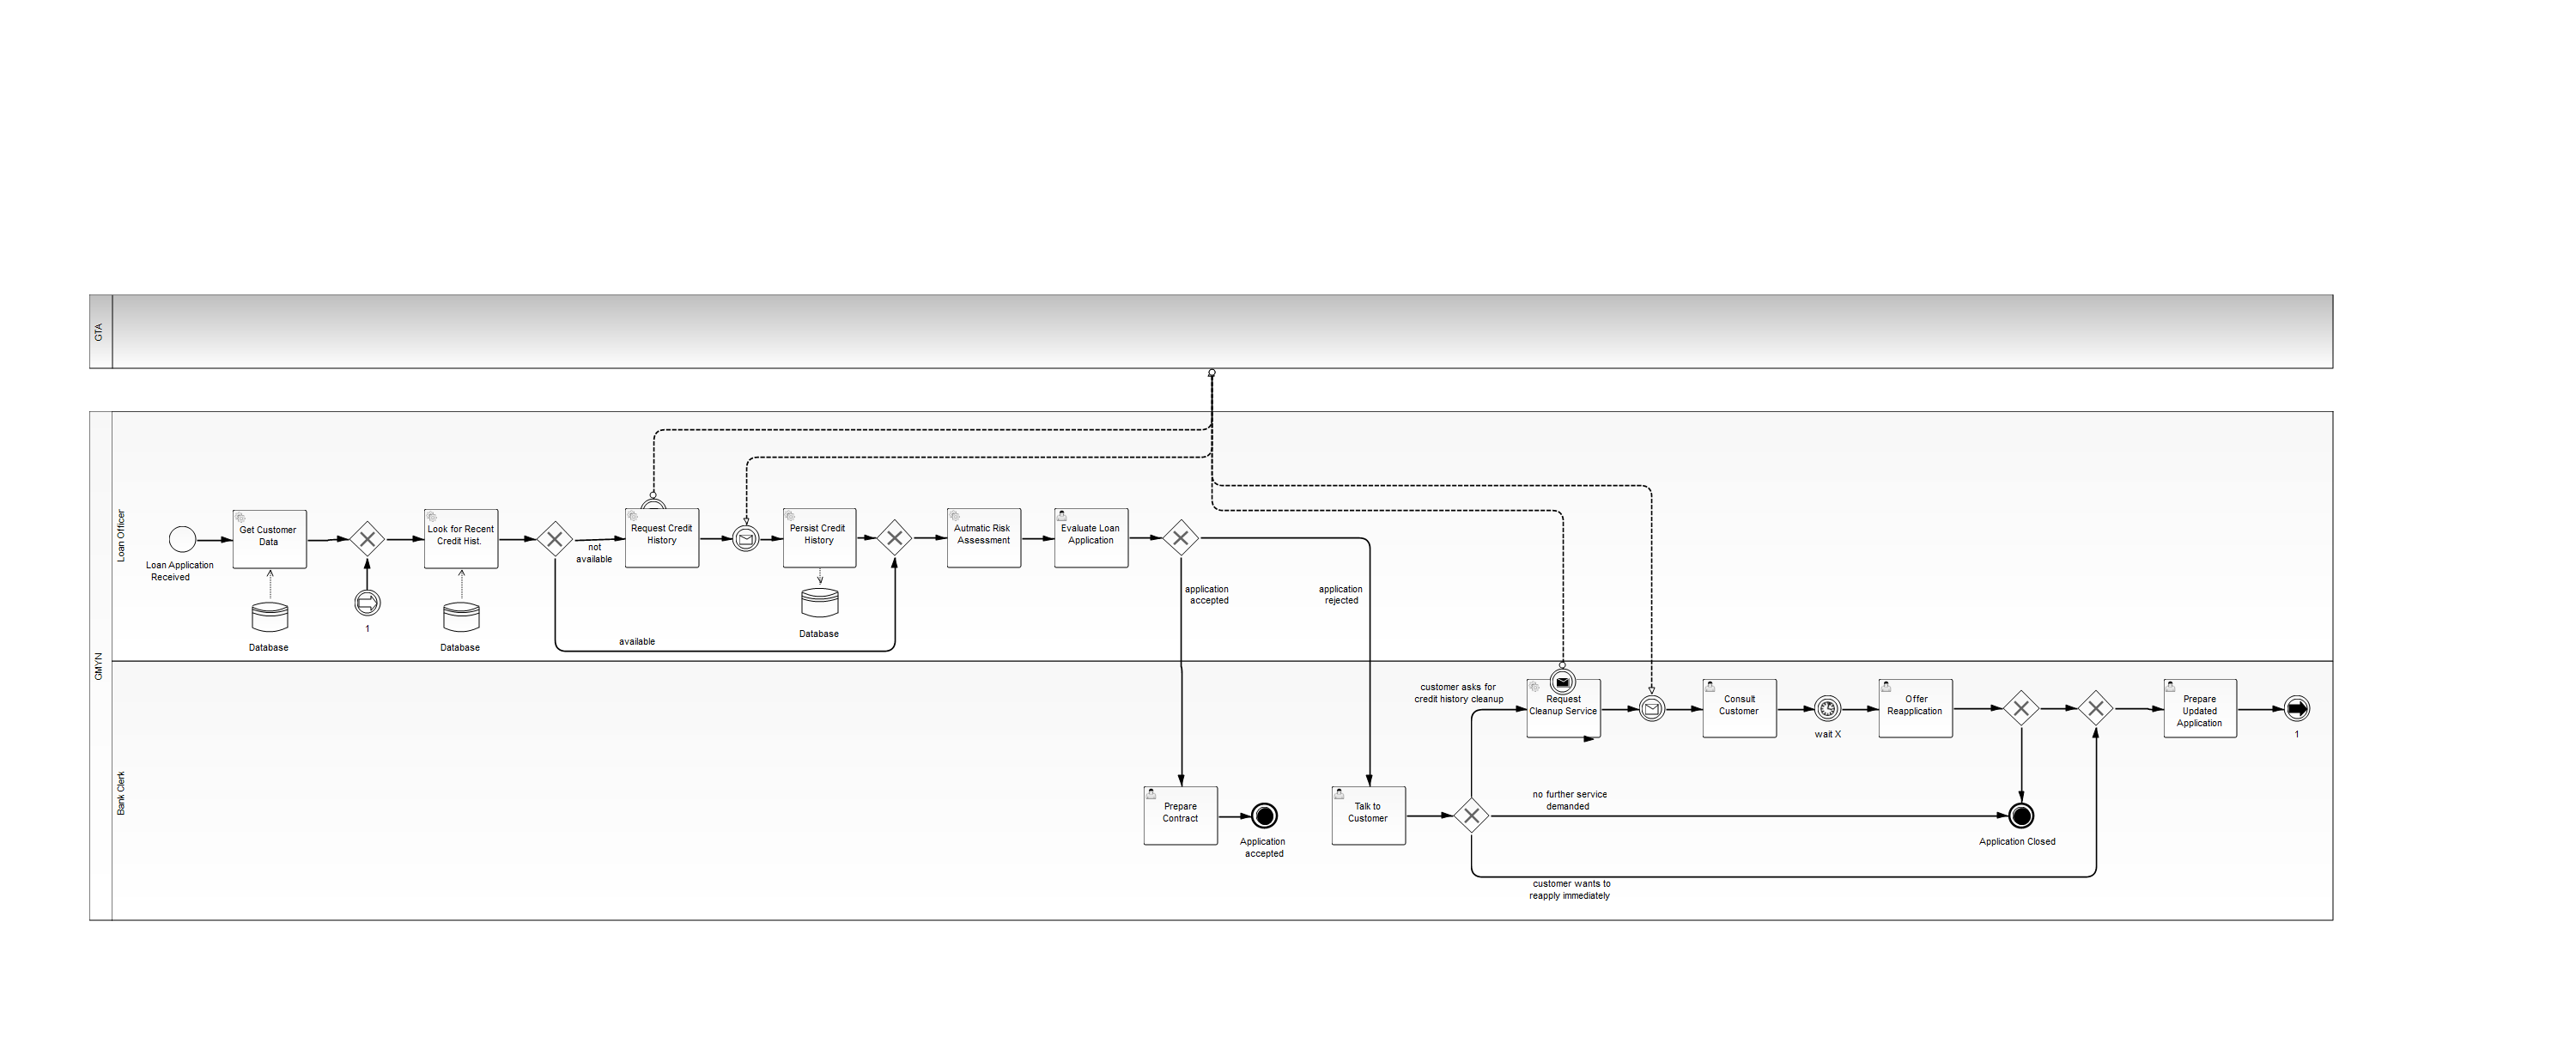 GTA
GMYN
Loan Officer
Loan Application
Received
Get Customer
Data
Database
1
Look for Recent
Credit Hist.
Database
not
available
available
Request Credit
History
Persist Credit
History
Database
Autmatic Risk
Assessment
Evaluate Loan
Application
application
accepted
application
rejected
Bank Clerk
Prepare
Contract
Application
accepted
Talk to
Customer
customer asks for
credit history cleanup
Request
Cleanup Service
no further service
demanded
customer wants to
reapply immediately
Consult
Customer
wait X
Offer
Reapplication
Application Closed
Prepare
Updated
Application
1